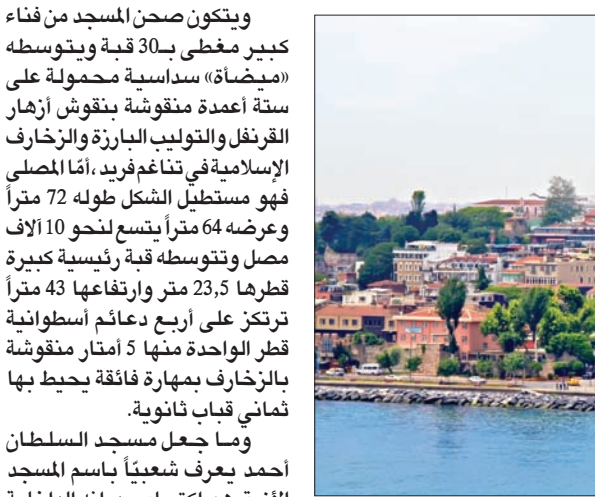 ويتكون صحن المسجد من فناء
كبير مغطى بـ30 قبة ويتوسطه
«ميضأة» سداسية محمولة على
ستة أعمدة منقوشة بنقوش أزهار
القرنفل والتوليب البارزة والزخارف
الإسلامية في تناغم فريد ،أمّا المصلى
فهو مستطيل الشكل طوله 72 متراً
وعرضه 64 متراً يتسع لنحو 10 آلاف
مصل وتتوسطه قبة رئيسية كبيرة
قطرها 23,5 متر وارتفاعها 43 متراً
ترتكز على أربع دعائم أسطوانية
قطر الواحدة منها 5 أمتار منقوشة
بالزخارف بمهارة فائقة يحيط بها
ثماني قباب ثانوية.
وما جعل مسجد السلطان
أحمد يعرف شعبيّاً باسم المسجد